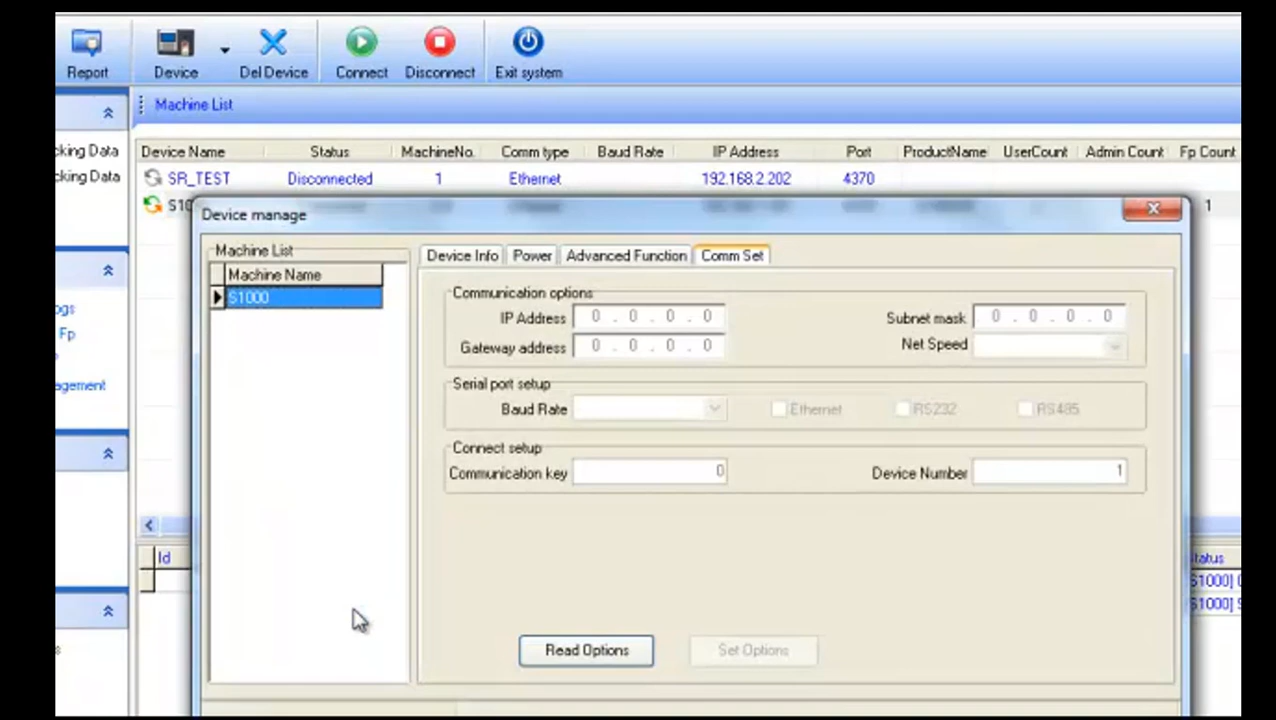 Report Device Del Device Connect Disconnect Exit system
Machine List
cking Data
cking Data
ogs
Fp
agement
Device Name Status MachineNo. Comm type Baud Rate IP Address Port ProductName UserCount Admin Count Fp Count
SR_TEST Disconnected 1 Ethernet 192.168.2.202 4370
S10 1
Device manage
Machine List
Machine Name
S1000
Device Info Power Advanced Function Comm Set
Communication options
IP Address 0 . 0 . 0 . 0 Subnet mask 0 . 0 . 0 . 0
Gateway address 0 . 0 . 0 . 0 Net Speed
Serial port setup
Baud Rate Ethernet RS232 RS485
Connect setup
Communication key 0 Device Number 1
Read Options Set Options
Id tatus
S1000]
S1000]